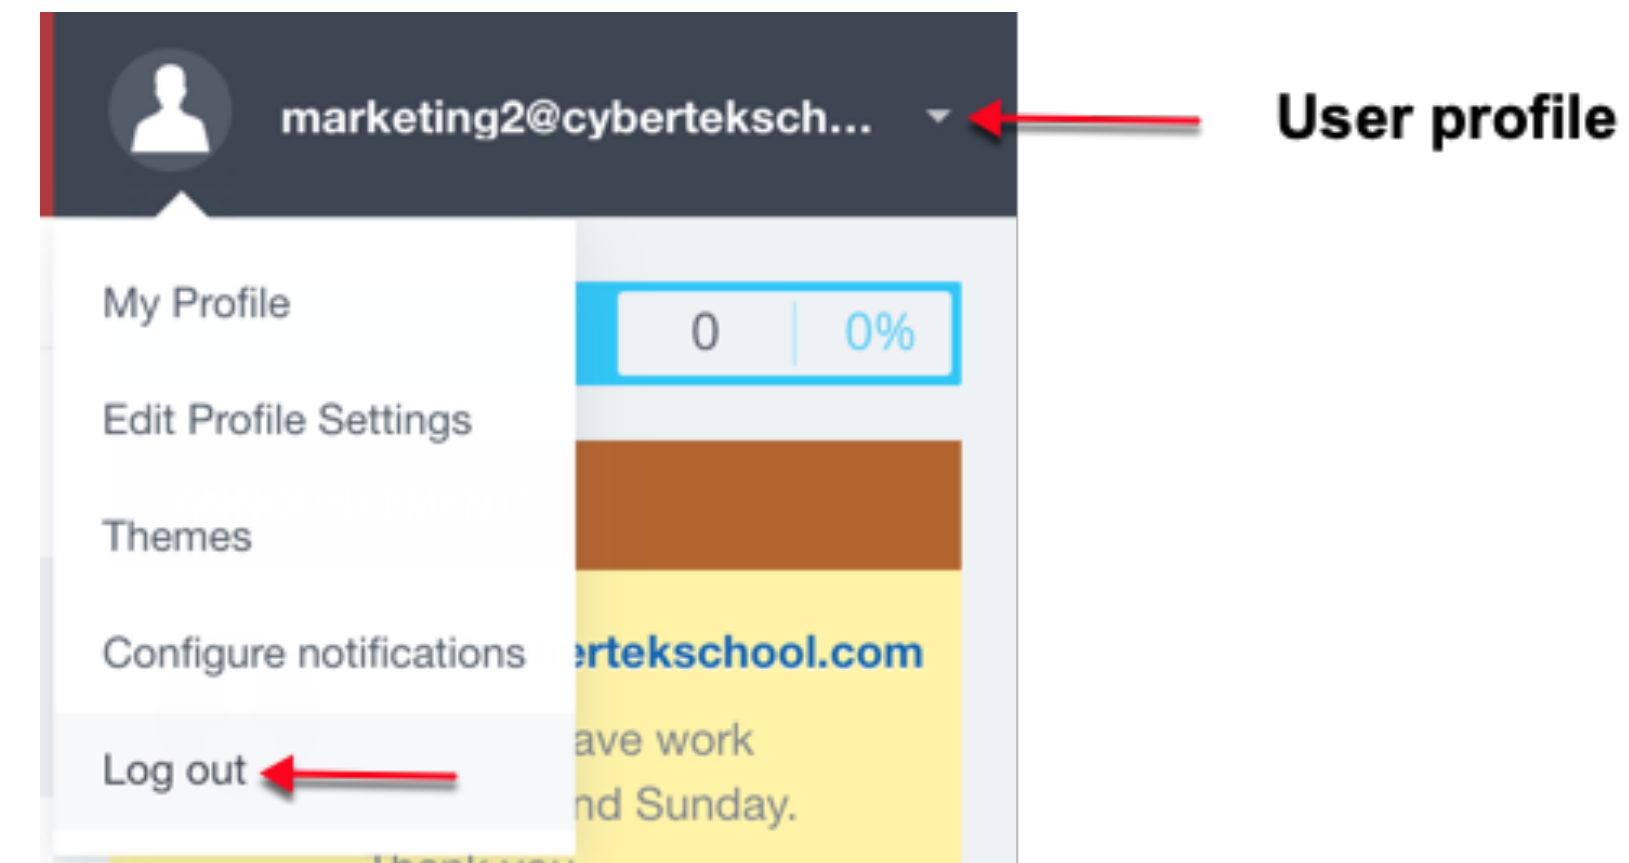 marketing2@cyberteksch...
User profile
My Profile
0 0%
Edit Profile Settings
Themes
Configure notifications
ertekschool.com
ave work
Log out
nd Sunday.